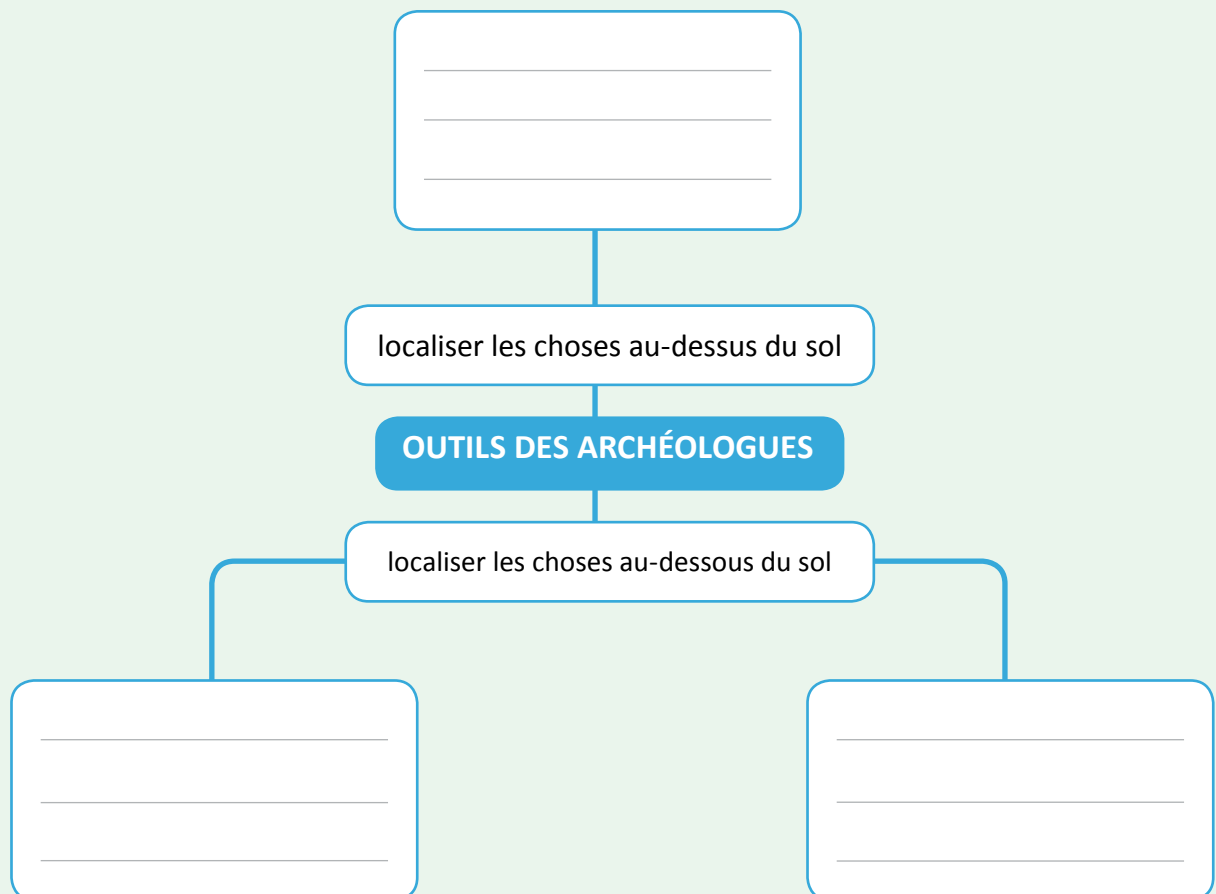 localiser les choses au-dessus du sol
OUTILS DES ARCHÉOLOGUES
localiser les choses au-dessous du sol